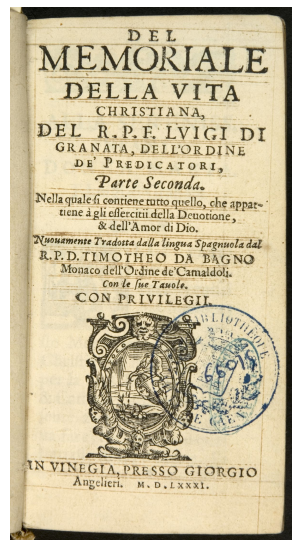 DEL
MEMORIALE
DELLA VITA
CHRISTIANA,
DEL R. P. F. LVIGI DI
GRANATA, DELL'ORDINE
DE' PREDICATORI,
Parte Seconda.
Nella quale si contiene tutto quello, che appar-
tiene à gli essercitii della Deuotione,
& dell'Amor di Dio.
Nuouamente Tradotta dalla lingua Spagnuola dal
R. P. D. TIMOTHEO DA BAGNO
Monaco dell'Ordine de' Camaldoli.
Con le sue Tauole.
CON PRIVILEGII.
BIBLIOTHEQUE
IN VINEGIA, PRESSO GIORGIO
Angelieri. M. D. LXXXI.